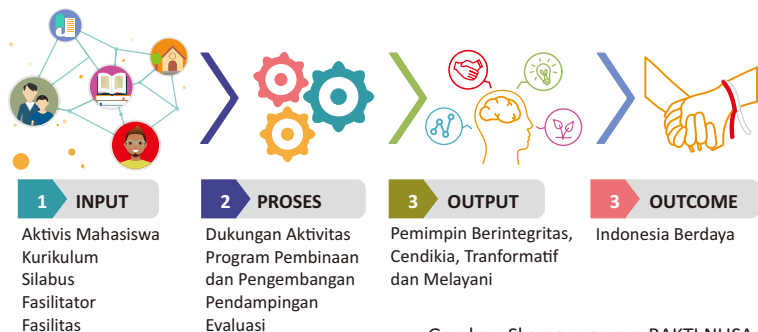 1 INPUT
Aktivis Mahasiswa
Kurikulum
Silabus
Fasilitator
Fasilitas
2 PROSES
Dukungan Aktivitas
Program Pembinaan
dan Pengembangan
Pendampingan
Evaluasi
3 OUTPUT
Pemimpin Berintegritas,
Cendikia, Tranformatif
dan Melayani
3 OUTCOME
Indonesia Berdaya